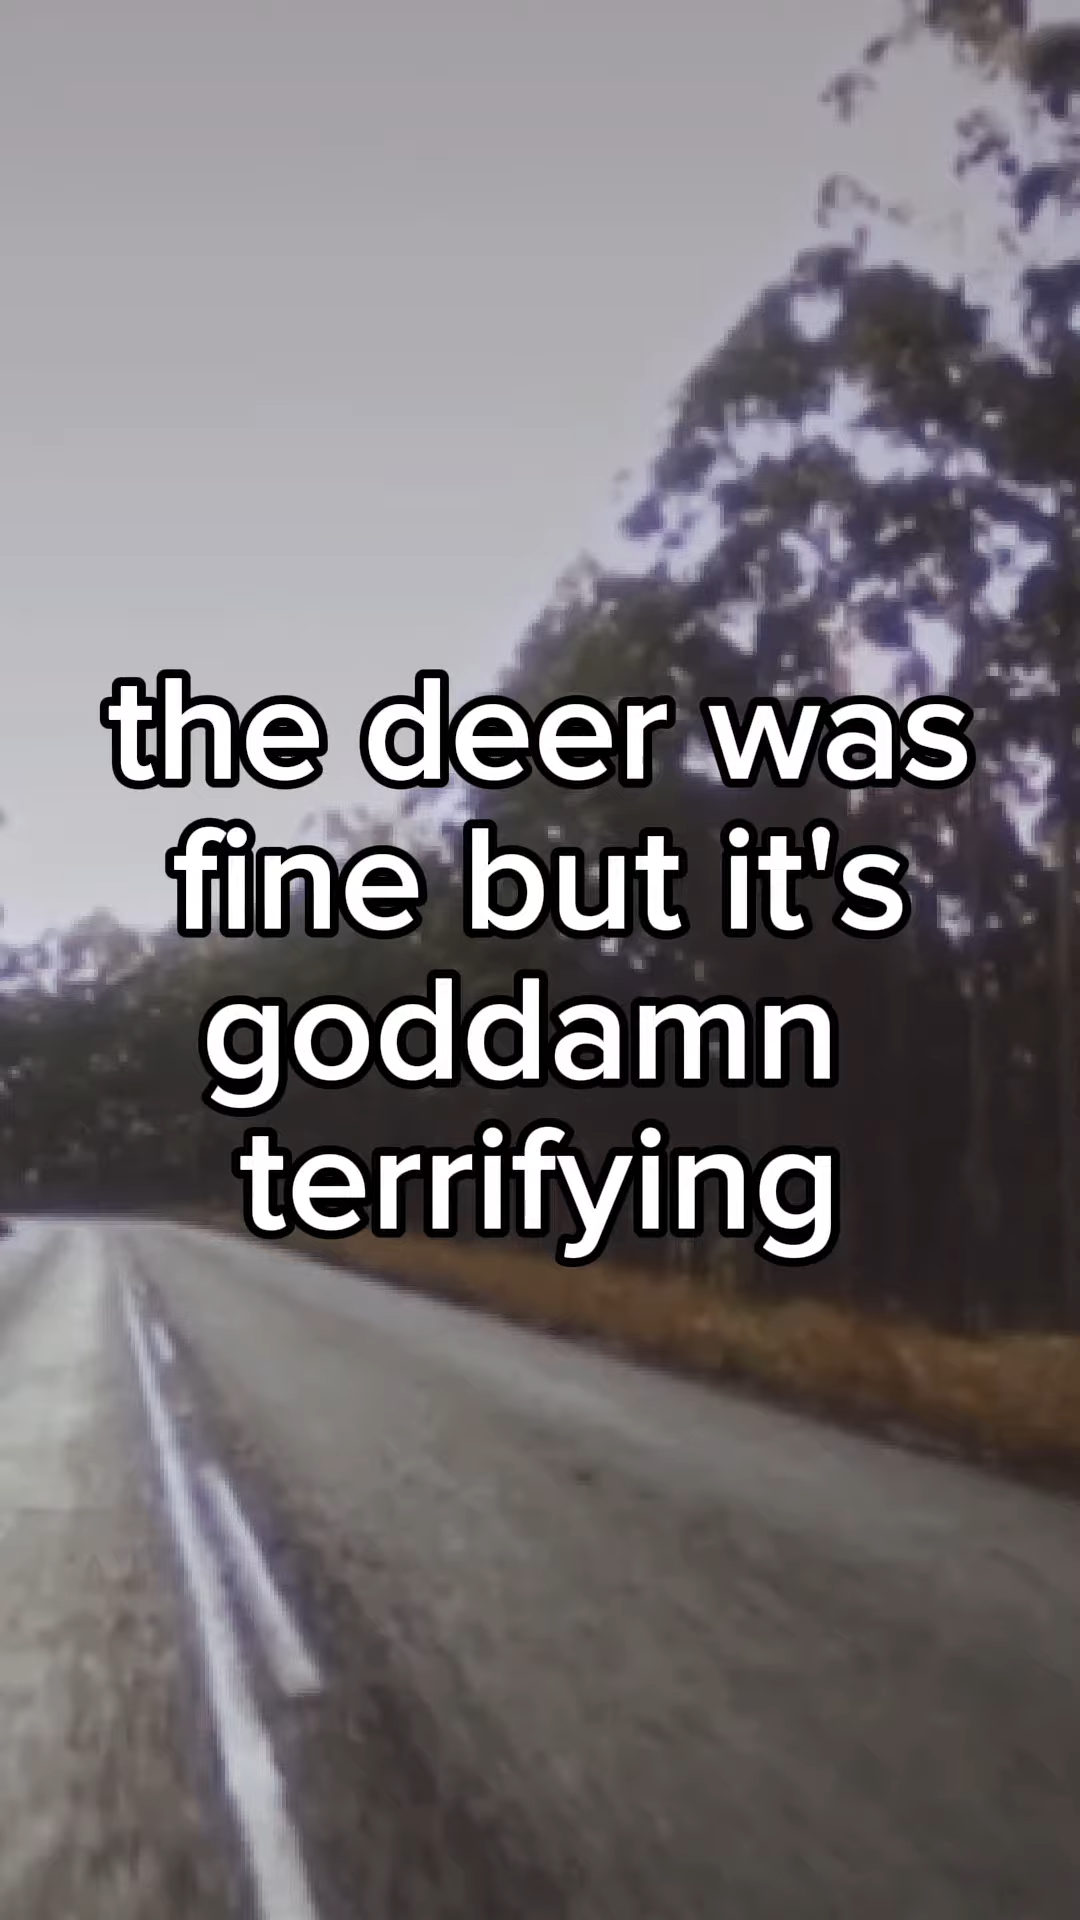 the deer was
fine but it's
goddamn
terrifying